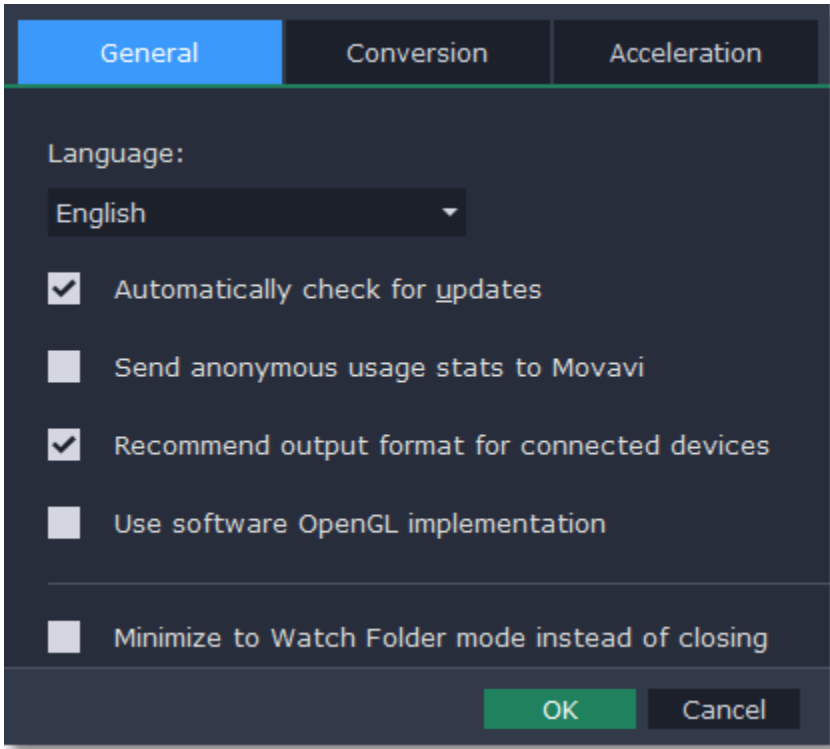 General Conversion Acceleration
Language:
English
Automatically check for updates
Send anonymous usage stats to Movavi
Recommend output format for connected devices
Use software OpenGL implementation
Minimize to Watch Folder mode instead of closing
OK Cancel